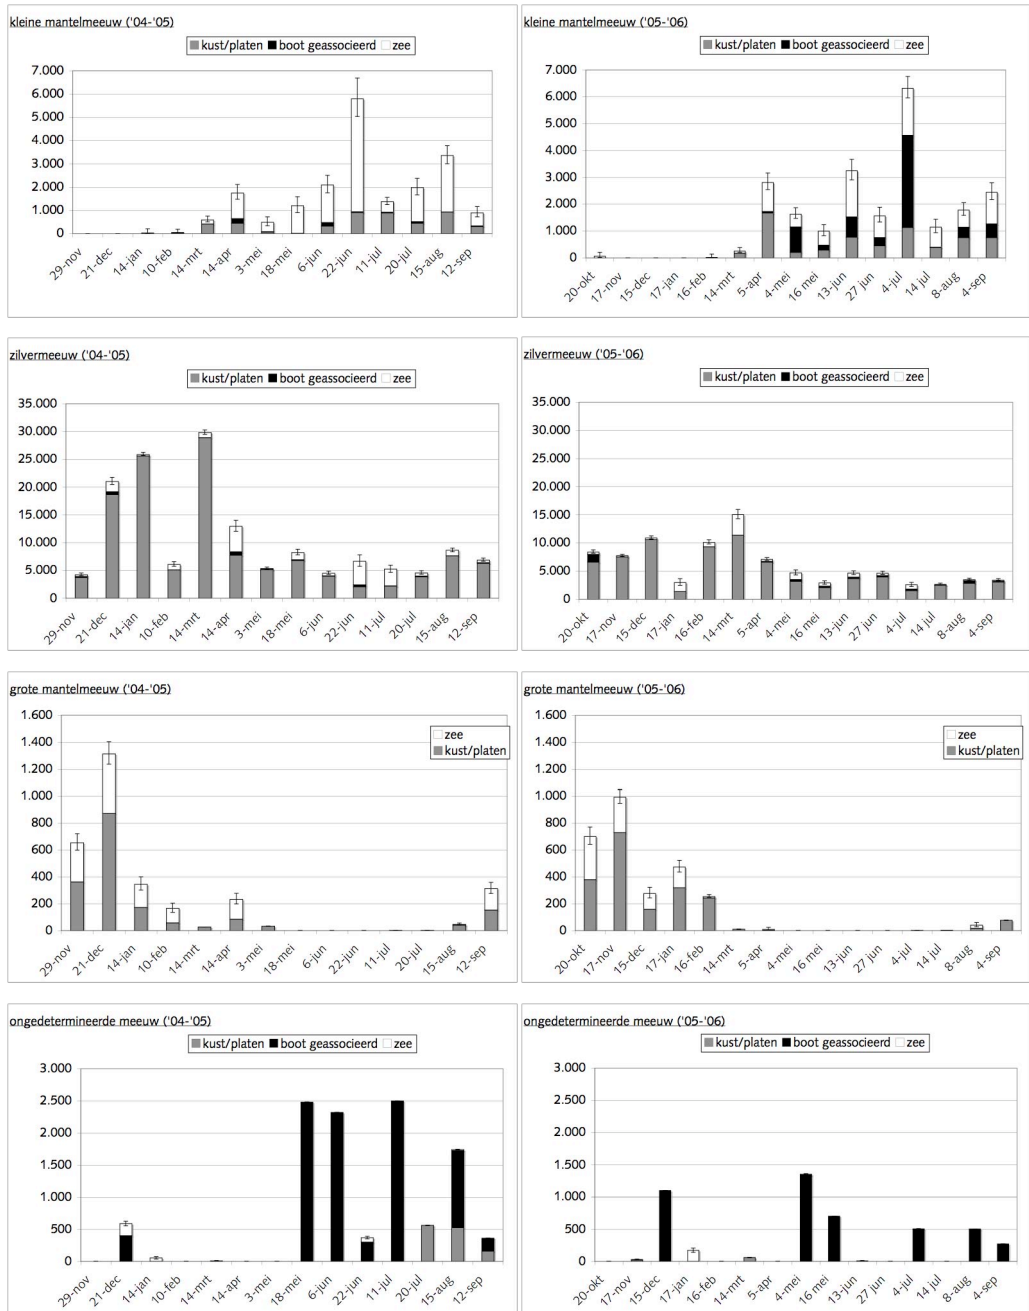 kleine mantelmeeuw ('04-'05)
kust/platen boot geassocieerd zee
7.000
6.000
5.000
4.000
3.000
2.000
1.000
0
29-nov 21-dec 14-jan 10-feb 14-mrt 14-apr 3-mei 18-mei 6-jun 22-jun 11-jul 20-jul 15-aug 12-sep
kleine mantelmeeuw ('05-'06)
kust/platen boot geassocieerd zee
7.000
6.000
5.000
4.000
3.000
2.000
1.000
0
20-okt 17-nov 15-dec 17-jan 16-feb 14-mrt 5-apr 4-mei 16 mei 13-jun 27 jun 4-jul 14 jul 8-aug 4-sep
zilvermeeuw ('04-'05)
kust/platen boot geassocieerd zee
35.000
30.000
25.000
20.000
15.000
10.000
5.000
0
29-nov 21-dec 14-jan 10-feb 14-mrt 14-apr 3-mei 18-mei 6-jun 22-jun 11-jul 20-jul 15-aug 12-sep
zilvermeeuw ('05-'06)
kust/platen boot geassocieerd zee
35.000
30.000
25.000
20.000
15.000
10.000
5.000
0
20-okt 17-nov 15-dec 17-jan 16-feb 14-mrt 5-apr 4-mei 16 mei 13-jun 27 jun 4-jul 14 jul 8-aug 4-sep
grote mantelmeeuw ('04-'05)
zee
kust/platen
1.600
1.400
1.200
1.000
800
600
400
200
0
29-nov 21-dec 14-jan 10-feb 14-mrt 14-apr 3-mei 18-mei 6-jun 22-jun 11-jul 20-jul 15-aug 12-sep
grote mantelmeeuw ('05-'06)
zee
kust/platen
1.600
1.400
1.200
1.000
800
600
400
200
0
20-okt 17-nov 15-dec 17-jan 16-feb 14-mrt 5-apr 4-mei 16 mei 13-jun 27 jun 4-jul 14 jul 8-aug 4-sep
ongedetermineerde meeuw ('04-'05)
kust/platen boot geassocieerd zee
3.000
2.500
2.000
1.500
1.000
500
0
29-nov 21-dec 14-jan 10-feb 14-mrt 14-apr 3-mei 18-mei 6-jun 22-jun 11-jul 20-jul 15-aug 12-sep
ongedetermineerde meeuw ('05-'06)
kust/platen boot geassocieerd zee
3.000
2.500
2.000
1.500
1.000
500
0
20-okt 17-nov 15-dec 17-jan 16-feb 14-mrt 5-apr 4-mei 16 mei 13-jun 27 jun 4-jul 14 jul 8-aug 4-sep